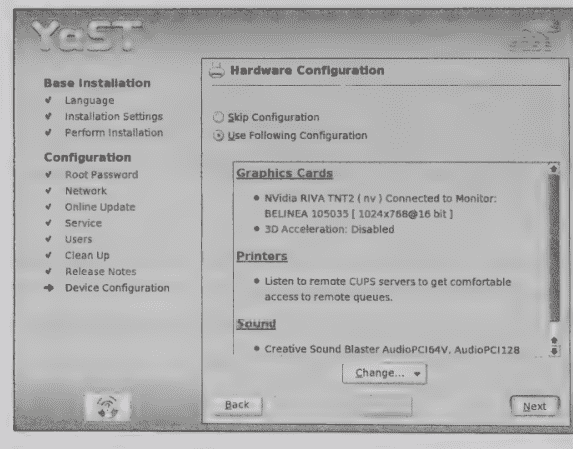 YaST
Base Installation
Language
Installation Settings
Perform Installation
Configuration
Root Password
Network
Online Update
Service
Users
Clean Up
Release Notes
Device Configuration
Hardware Configuration
Skip Configuration
Use Following Configuration
Graphics Cards
NVidia RIVA TNT2 ( nv ) Connected to Monitor:
BELINEA 105035 [ 1024x768@16 bit ]
3D Acceleration: Disabled
Printers
Listen to remote CUPS servers to get comfortable
access to remote queues.
Sound
Creative Sound Blaster AudioPCI64V, AudioPCI128
Change...
Back
Next